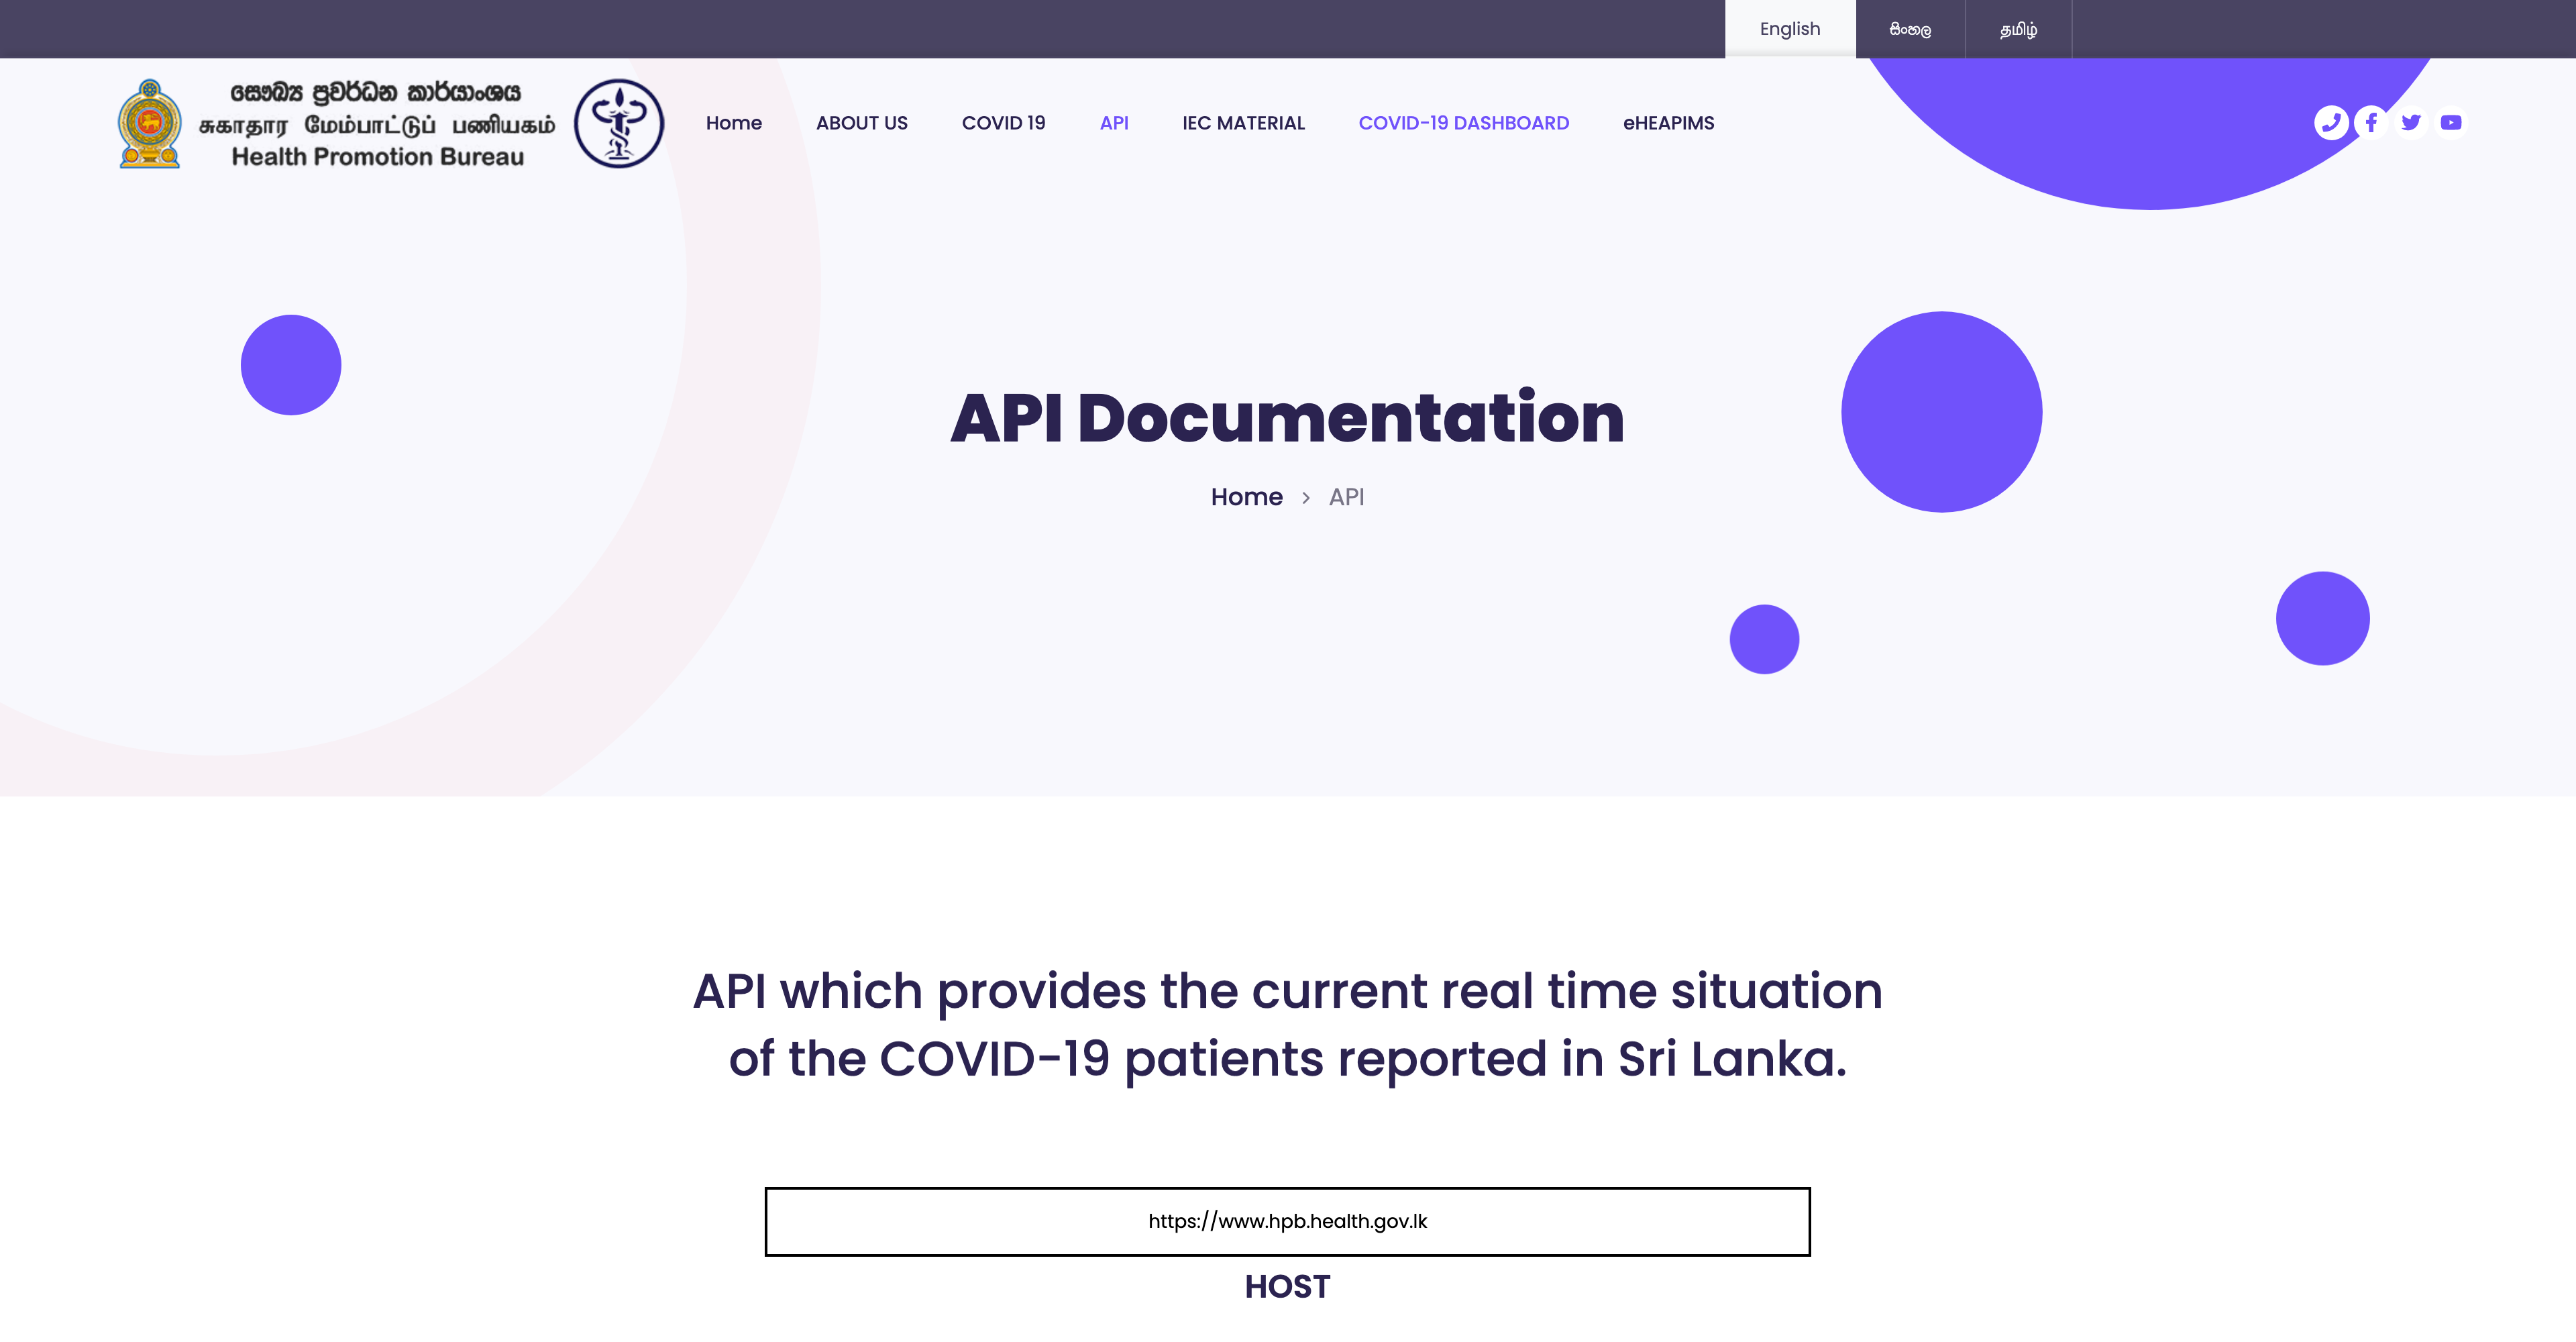 English
සිංහල
தமிழ்
සෞඛ්‍ය ප්‍රවර්ධන කාර්යාංශය
சுகாதார மேம்பாட்டுப் பணியகம்
Health Promotion Bureau
Home
ABOUT US
COVID 19
API
IEC MATERIAL
COVID-19 DASHBOARD
eHEAPIMS
API Documentation
Home > API
API which provides the current real time situation
of the COVID-19 patients reported in Sri Lanka.
https://www.hpb.health.gov.lk
HOST